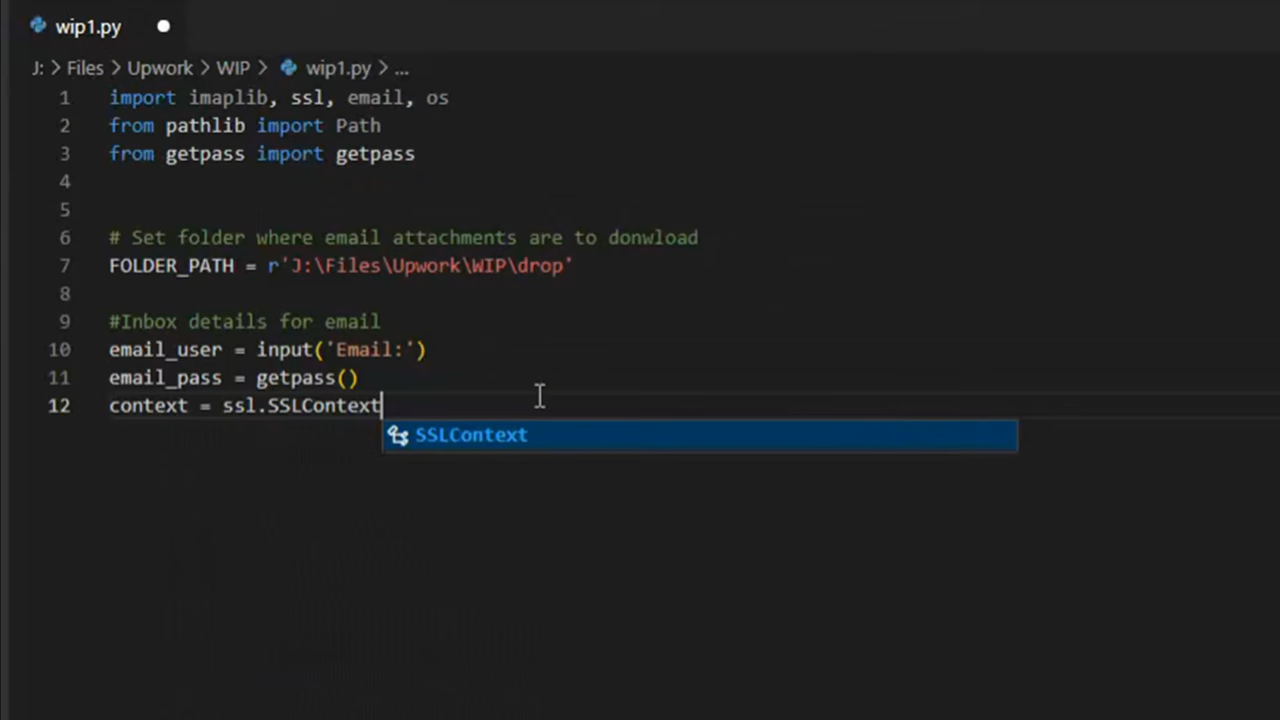 wip1.py
J: > Files > Upwork > WIP > wip1.py > ...
1 import imaplib, ssl, email, os
2 from pathlib import Path
3 from getpass import getpass
4
5
6 # Set folder where email attachments are to donwload
7 FOLDER_PATH = r'J:\Files\Upwork\WIP\drop'
8
9 #Inbox details for email
10 email_user = input('Email:')
11 email_pass = getpass()
12 context = ssl.SSLContext
SSLContext